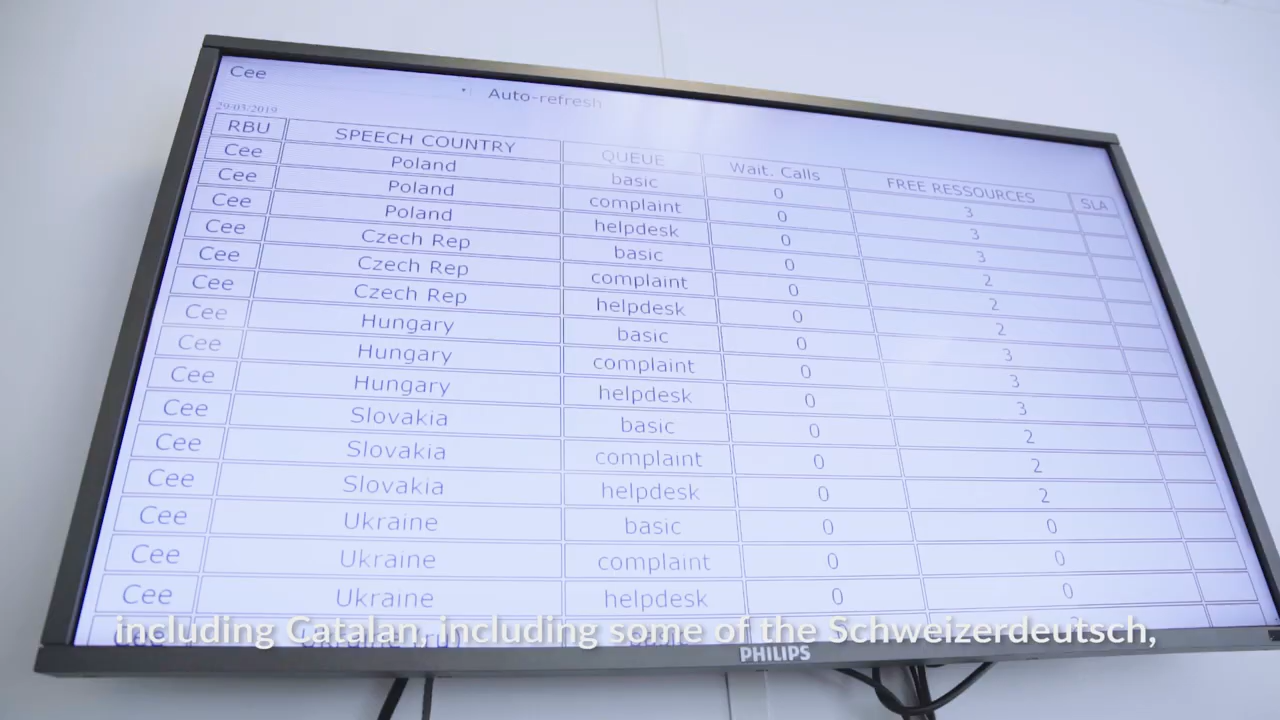 Cee
Auto-refresh
29/03/2019
RBU SPEECH COUNTRY QUEUE Wait. Calls FREE RESSOURCES SLA
Cee Poland basic 0 3
Cee Poland complaint 0 3
Cee Poland helpdesk 0 3
Cee Czech Rep basic 0 2
Cee Czech Rep complaint 0 2
Cee Czech Rep helpdesk 0 2
Cee Hungary basic 0 3
Cee Hungary complaint 0 3
Cee Hungary helpdesk 0 3
Cee Slovakia basic 0 2
Cee Slovakia complaint 0 2
Cee Slovakia helpdesk 0 2
Cee Ukraine basic 0 0
Cee Ukraine complaint 0 0
Cee Ukraine helpdesk 0 0
including Catalan, including some of the Schweizerdeutsch,
PHILIPS